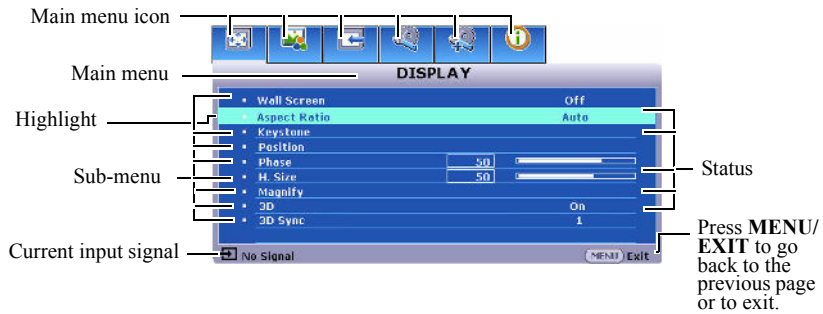 Main menu icon
Main menu
DISPLAY
Wall Screen Off
Highlight
Aspect Ratio Auto
Keystone
Position
Phase 50
Sub-menu
H. Size 50
Status
Magnify
3D On
3D Sync 1
Current input signal
No Signal
MENU Exit
Press MENU/
EXIT to go
back to the
previous page
or to exit.